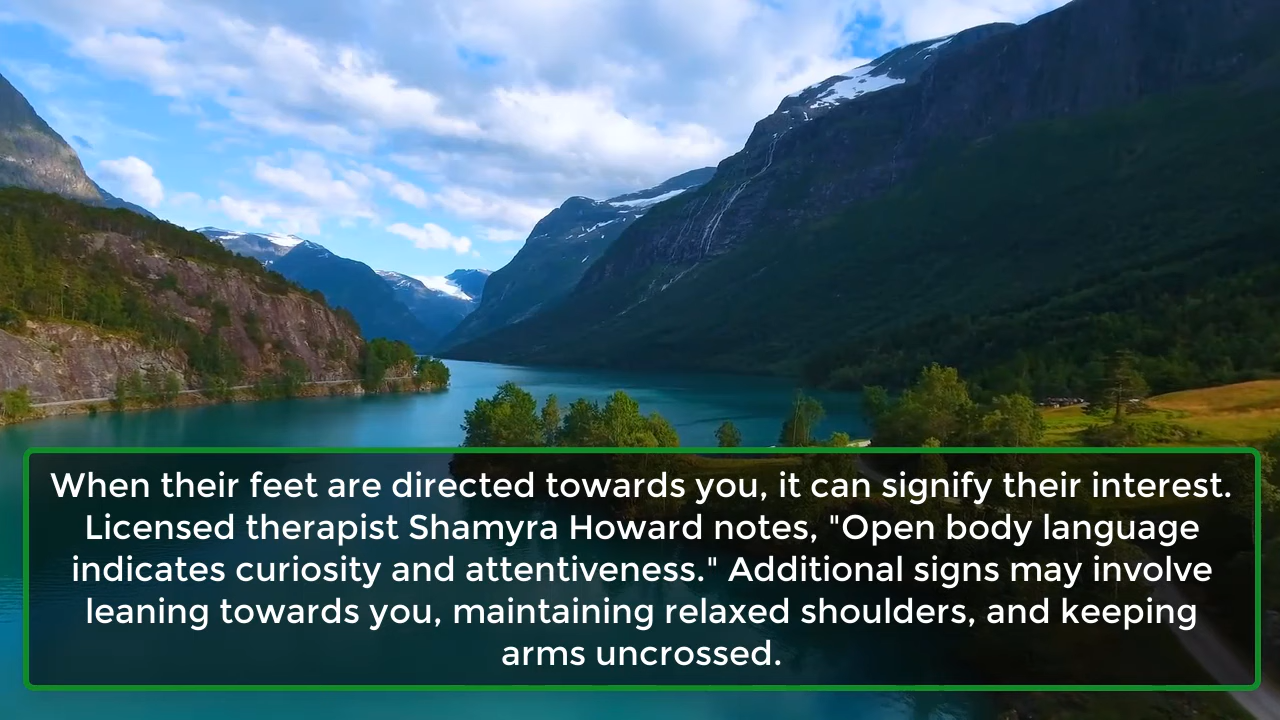 When their feet are directed towards you, it can signify their interest.
Licensed therapist Shamyra Howard notes, "Open body language
indicates curiosity and attentiveness." Additional signs may involve
leaning towards you, maintaining relaxed shoulders, and keeping
arms uncrossed.